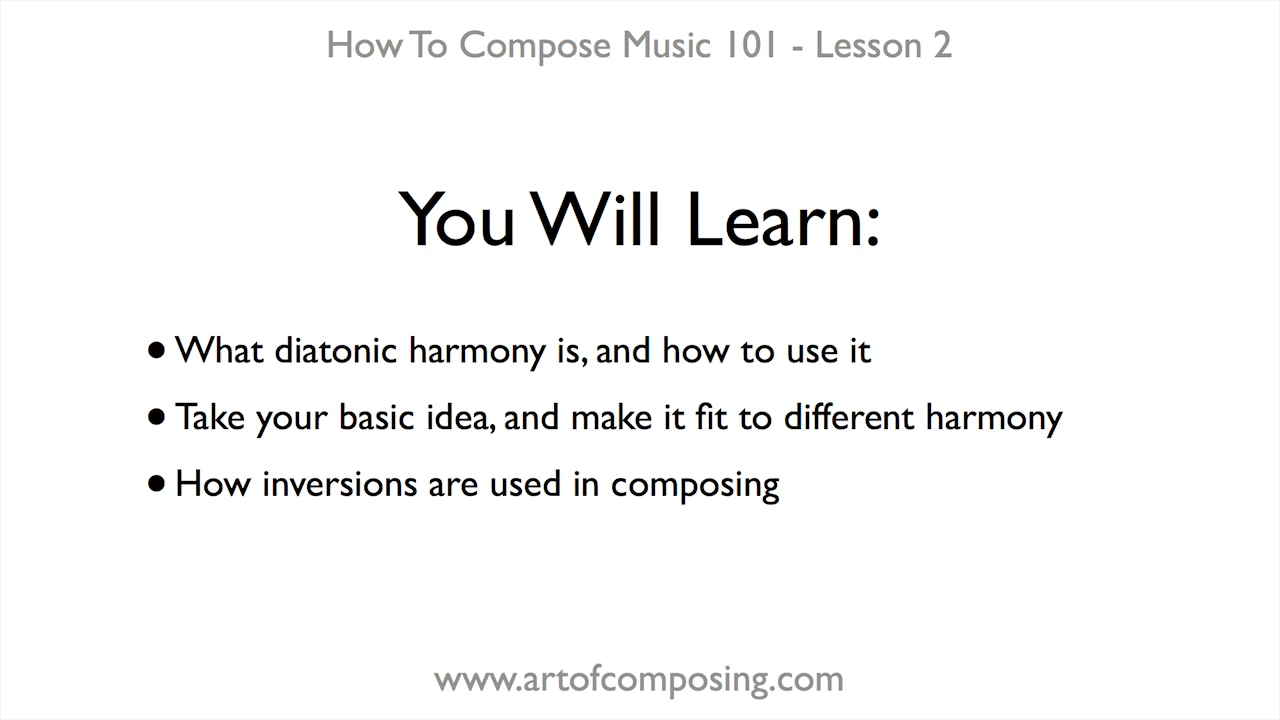 How To Compose Music 101 - Lesson 2
You Will Learn:
• What diatonic harmony is, and how to use it
• Take your basic idea, and make it fit to different harmony
• How inversions are used in composing
www.artofcomposing.com